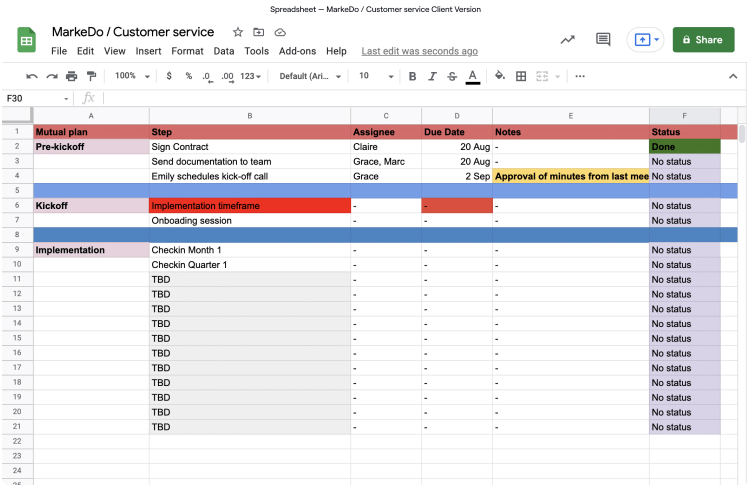 Spreadsheet — MarkeDo / Customer service Client Version
MarkeDo / Customer service
File Edit View Insert Format Data Tools Add-ons Help Last edit was seconds ago
Share
100% $ % .0 .00 123 Default (Ari... 10 B I S A
F30 fx
A B C D E F
1 Mutual plan Step Assignee Due Date Notes Status
2 Pre-kickoff Sign Contract Claire 20 Aug - Done
3 Send documentation to team Grace, Marc 20 Aug - No status
4 Emily schedules kick-off call Grace 2 Sep Approval of minutes from last mee No status
5
6 Kickoff Implementation timeframe - - - No status
7 Onboading session - - - No status
8
9 Implementation Checkin Month 1 - - - No status
10 Checkin Quarter 1 - - - No status
11 TBD - - - No status
12 TBD - - - No status
13 TBD - - - No status
14 TBD - - - No status
15 TBD - - - No status
16 TBD - - - No status
17 TBD - - - No status
18 TBD - - - No status
19 TBD - - - No status
20 TBD - - - No status
21 TBD - - - No status
22
23
24